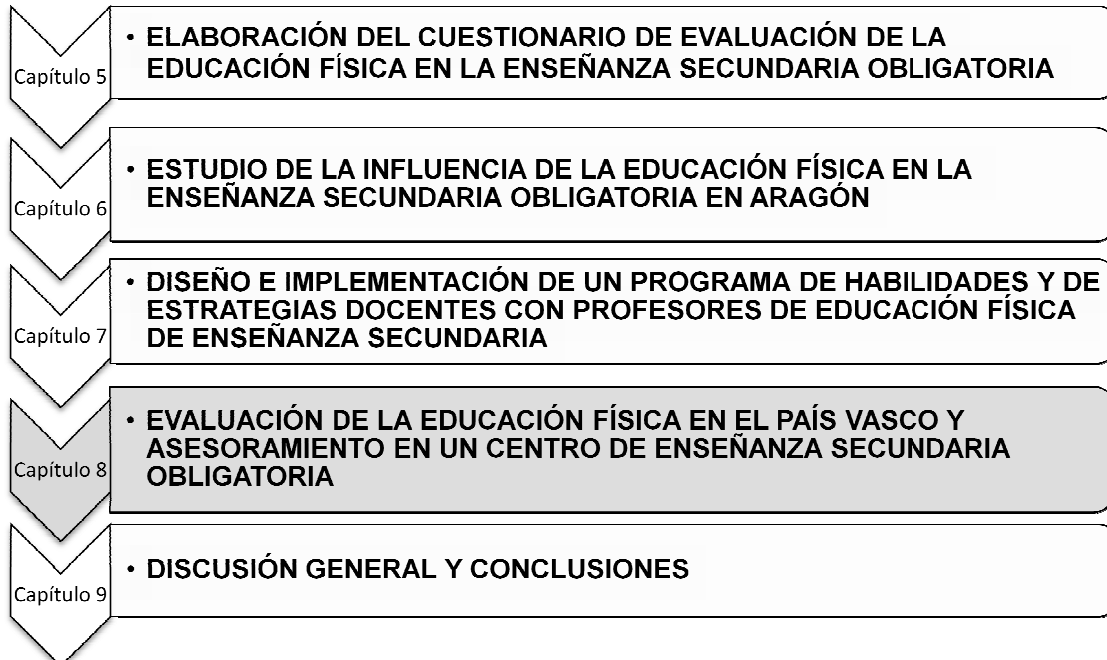 Capítulo 5
• ELABORACIÓN DEL CUESTIONARIO DE EVALUACIÓN DE LA
EDUCACIÓN FÍSICA EN LA ENSEÑANZA SECUNDARIA OBLIGATORIA
Capítulo 6
• ESTUDIO DE LA INFLUENCIA DE LA EDUCACIÓN FÍSICA EN LA
ENSEÑANZA SECUNDARIA OBLIGATORIA EN ARAGÓN
Capítulo 7
• DISEÑO E IMPLEMENTACIÓN DE UN PROGRAMA DE HABILIDADES Y DE
ESTRATEGIAS DOCENTES CON PROFESORES DE EDUCACIÓN FÍSICA
DE ENSEÑANZA SECUNDARIA
Capítulo 8
• EVALUACIÓN DE LA EDUCACIÓN FÍSICA EN EL PAÍS VASCO Y
ASESORAMIENTO EN UN CENTRO DE ENSEÑANZA SECUNDARIA
OBLIGATORIA
Capítulo 9
• DISCUSIÓN GENERAL Y CONCLUSIONES